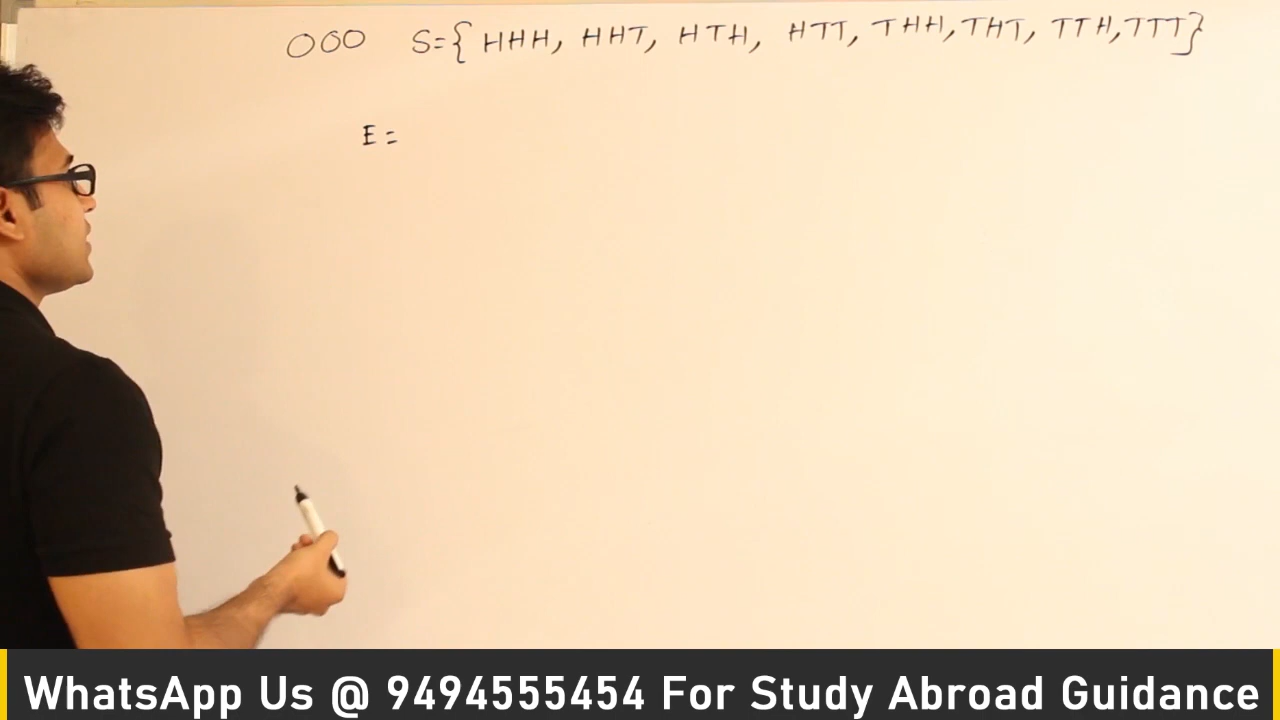 OOO S={ HHH, HHT, HTH, HTT, THH, THT, TTH, TTT}
E =
WhatsApp Us @ 9494555454 For Study Abroad Guidance